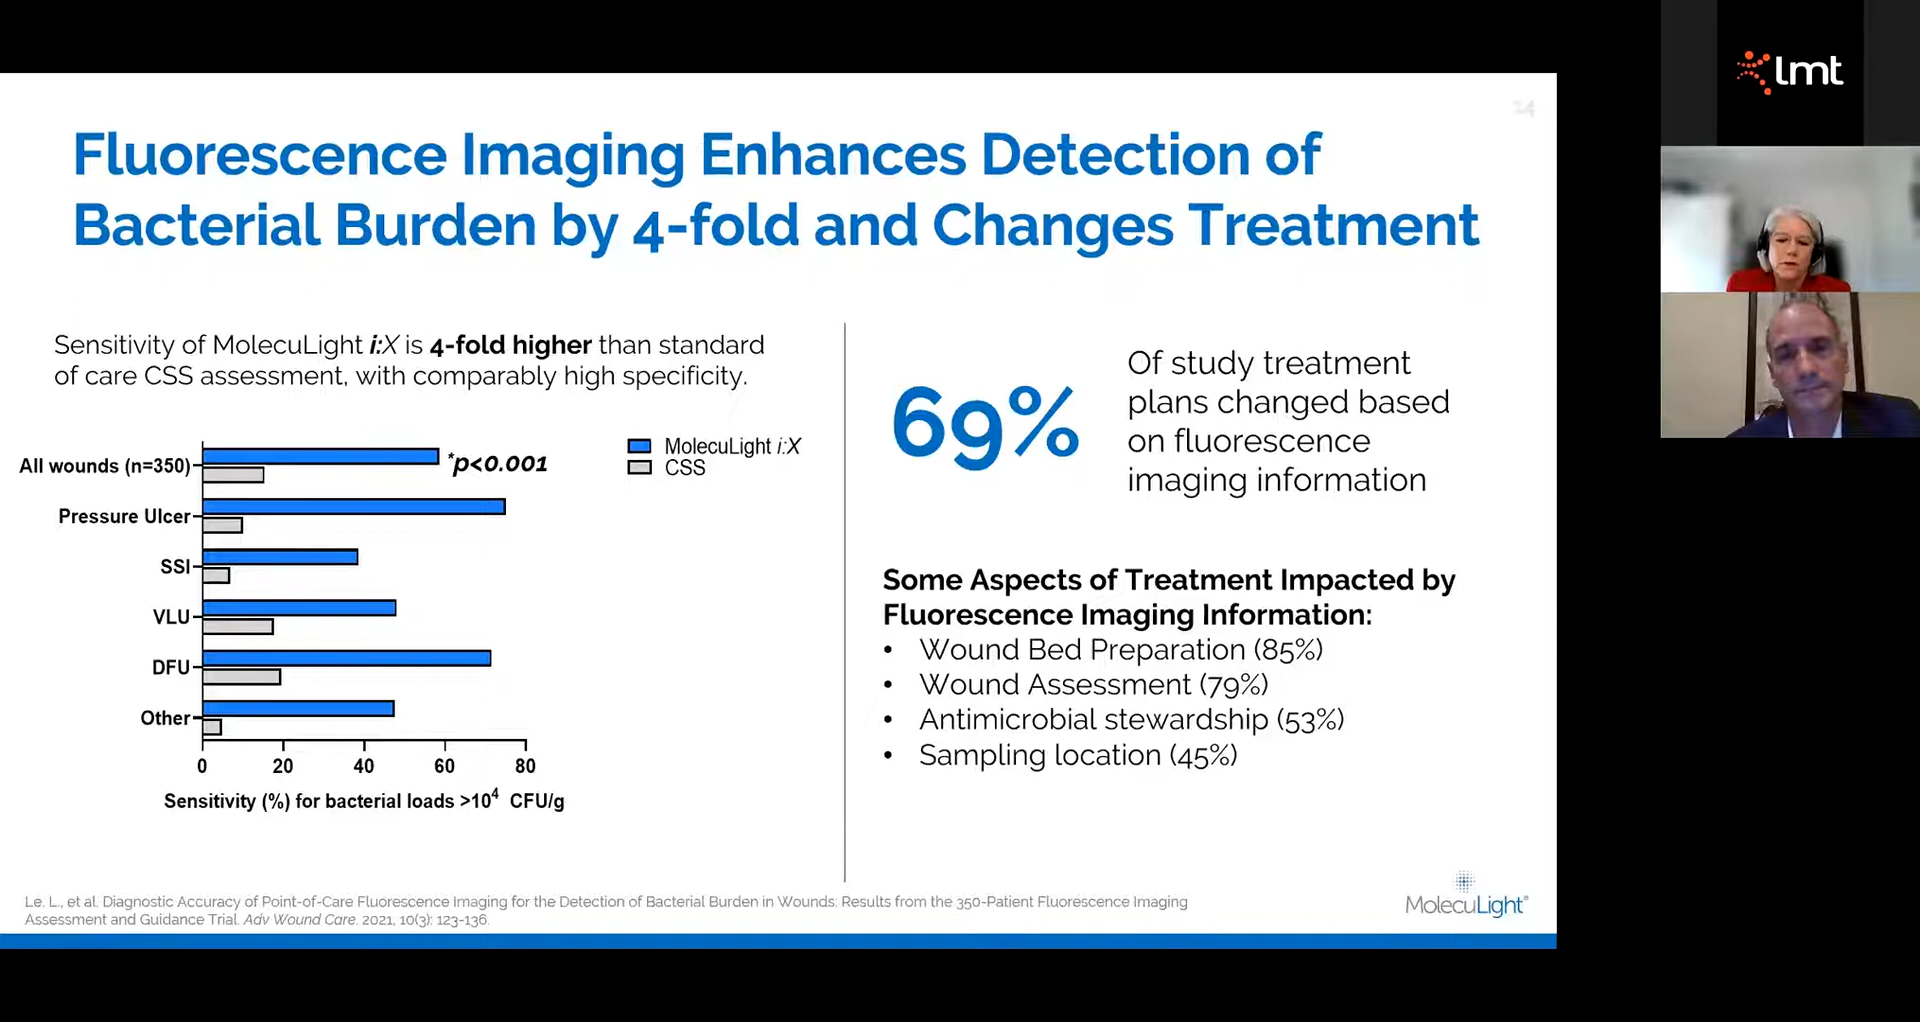 Fluorescence Imaging Enhances Detection of
Bacterial Burden by 4-fold and Changes Treatment
Sensitivity of MolecuLight i:X is 4-fold higher than standard
of care CSS assessment, with comparably high specificity.
MolecuLight i:X
CSS
All wounds (n=350)
*p<0.001
Pressure Ulcer
SSI
VLU
DFU
Other
0 20 40 60 80
Sensitivity (%) for bacterial loads >10⁴ CFU/g
69%
Of study treatment
plans changed based
on fluorescence
imaging information
Some Aspects of Treatment Impacted by
Fluorescence Imaging Information:
• Wound Bed Preparation (85%)
• Wound Assessment (79%)
• Antimicrobial stewardship (53%)
• Sampling location (45%)
Le. L., et al. Diagnostic Accuracy of Point-of-Care Fluorescence Imaging for the Detection of Bacterial Burden in Wounds: Results from the 350-Patient Fluorescence Imaging
Assessment and Guidance Trial. Adv Wound Care. 2021, 10(3): 123-136.
MolecuLight®
lmt